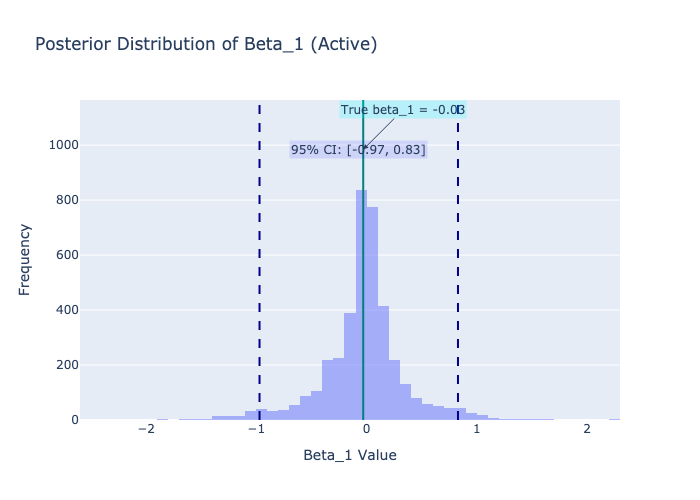 Posterior Distribution of Beta_1 (Active)
True beta_1 = -0.03
95% CI: [-0.97, 0.83]
1000
800
600
400
200
0
Frequency
−2
−1
0
1
2
Beta_1 Value